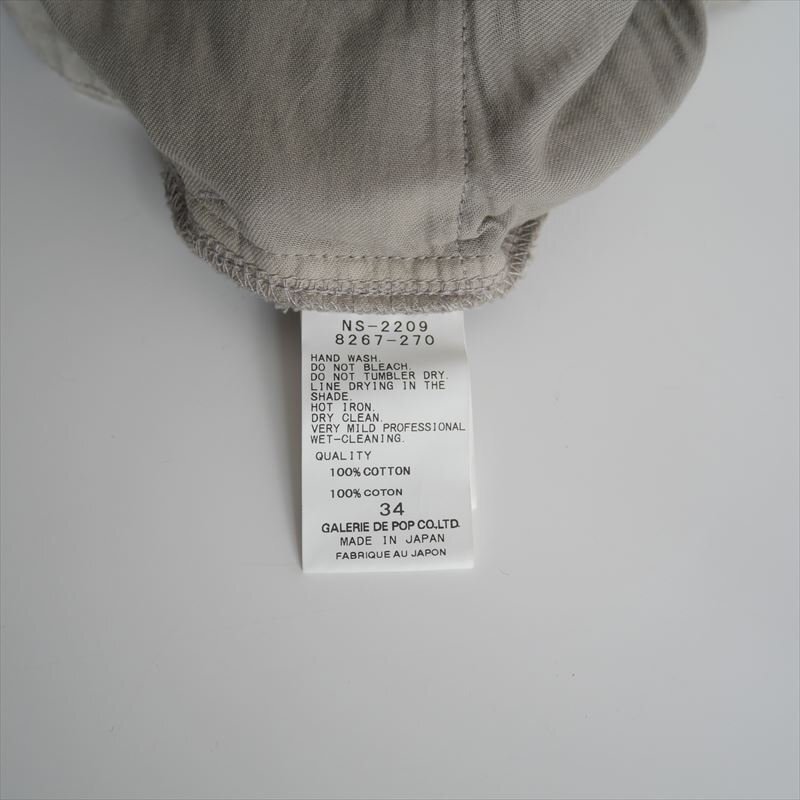 NS-2209
8267-270
HAND WASH.
DO NOT BLEACH.
DO NOT TUMBLER DRY.
LINE DRYING IN THE
SHADE.
HOT IRON.
DRY CLEAN.
VERY MILD PROFESSIONAL
WET-CLEANING.
QUALITY
100% COTTON
100% COTON
34
GALERIE DE POP CO.,LTD.
MADE IN JAPAN
FABRIQUE AU JAPON